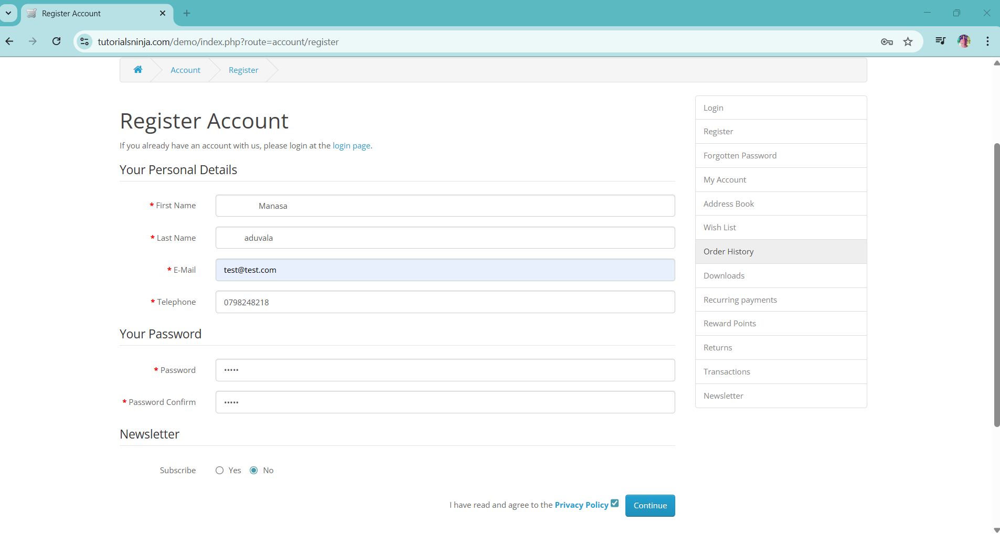 Register Account
tutorialsninja.com/demo/index.php?route=account/register
Account
Register
Register Account
If you already have an account with us, please login at the login page.
Your Personal Details
* First Name
Manasa
* Last Name
aduvala
* E-Mail
test@test.com
* Telephone
0798248218
Your Password
* Password
•••••
* Password Confirm
•••••
Newsletter
Subscribe
Yes
No
I have read and agree to the Privacy Policy
Continue
Login
Register
Forgotten Password
My Account
Address Book
Wish List
Order History
Downloads
Recurring payments
Reward Points
Returns
Transactions
Newsletter